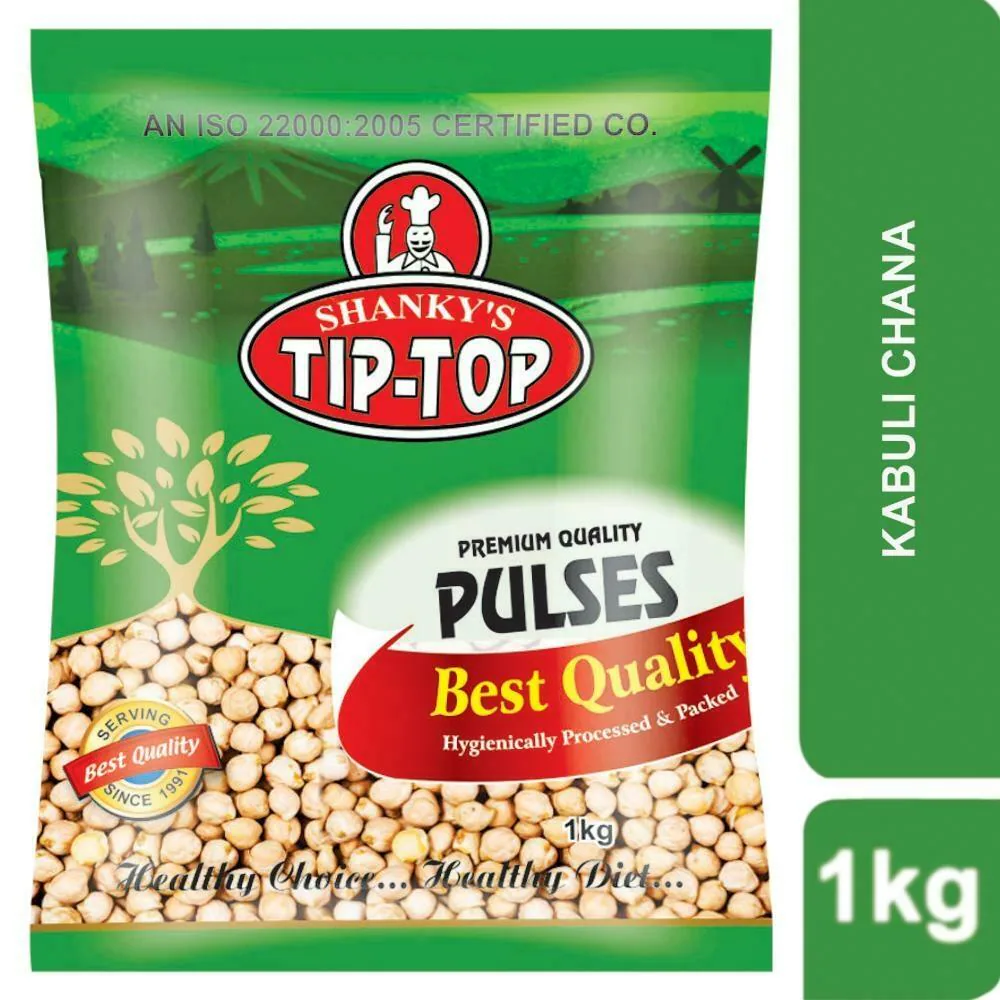 AN ISO 22000:2005 CERTIFIED CO.
SHANKY'S
TIP-TOP
PREMIUM QUALITY
PULSES
Best Quality
Hygienically Processed & Packed
SERVING
Best Quality
SINCE 1991
1kg
Healthy Choice... Healthy Diet...
KABULI CHANA
1kg